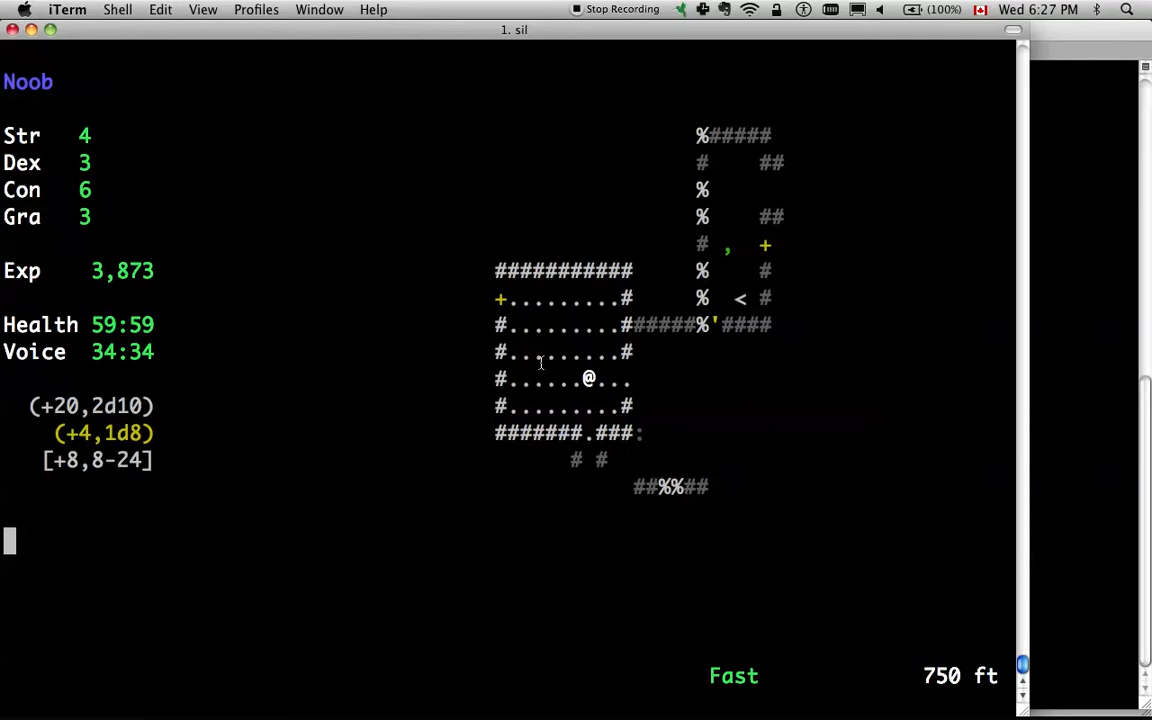 iTerm Shell Edit View Profiles Window Help Stop Recording (100%) Wed 6:27 PM
1. sil
Noob
Str 4 %#####
Dex 3 # ##
Con 6 %
Gra 3 % ##
# , +
Exp 3,873 ########### % #
+.........# % < #
Health 59:59 #.........######%'####
Voice 34:34 #.........#
#......@...
(+20,2d10) #.........#
(+4,1d8) #######.###:
[+8,8-24] # #
##%%##
Fast 750 ft